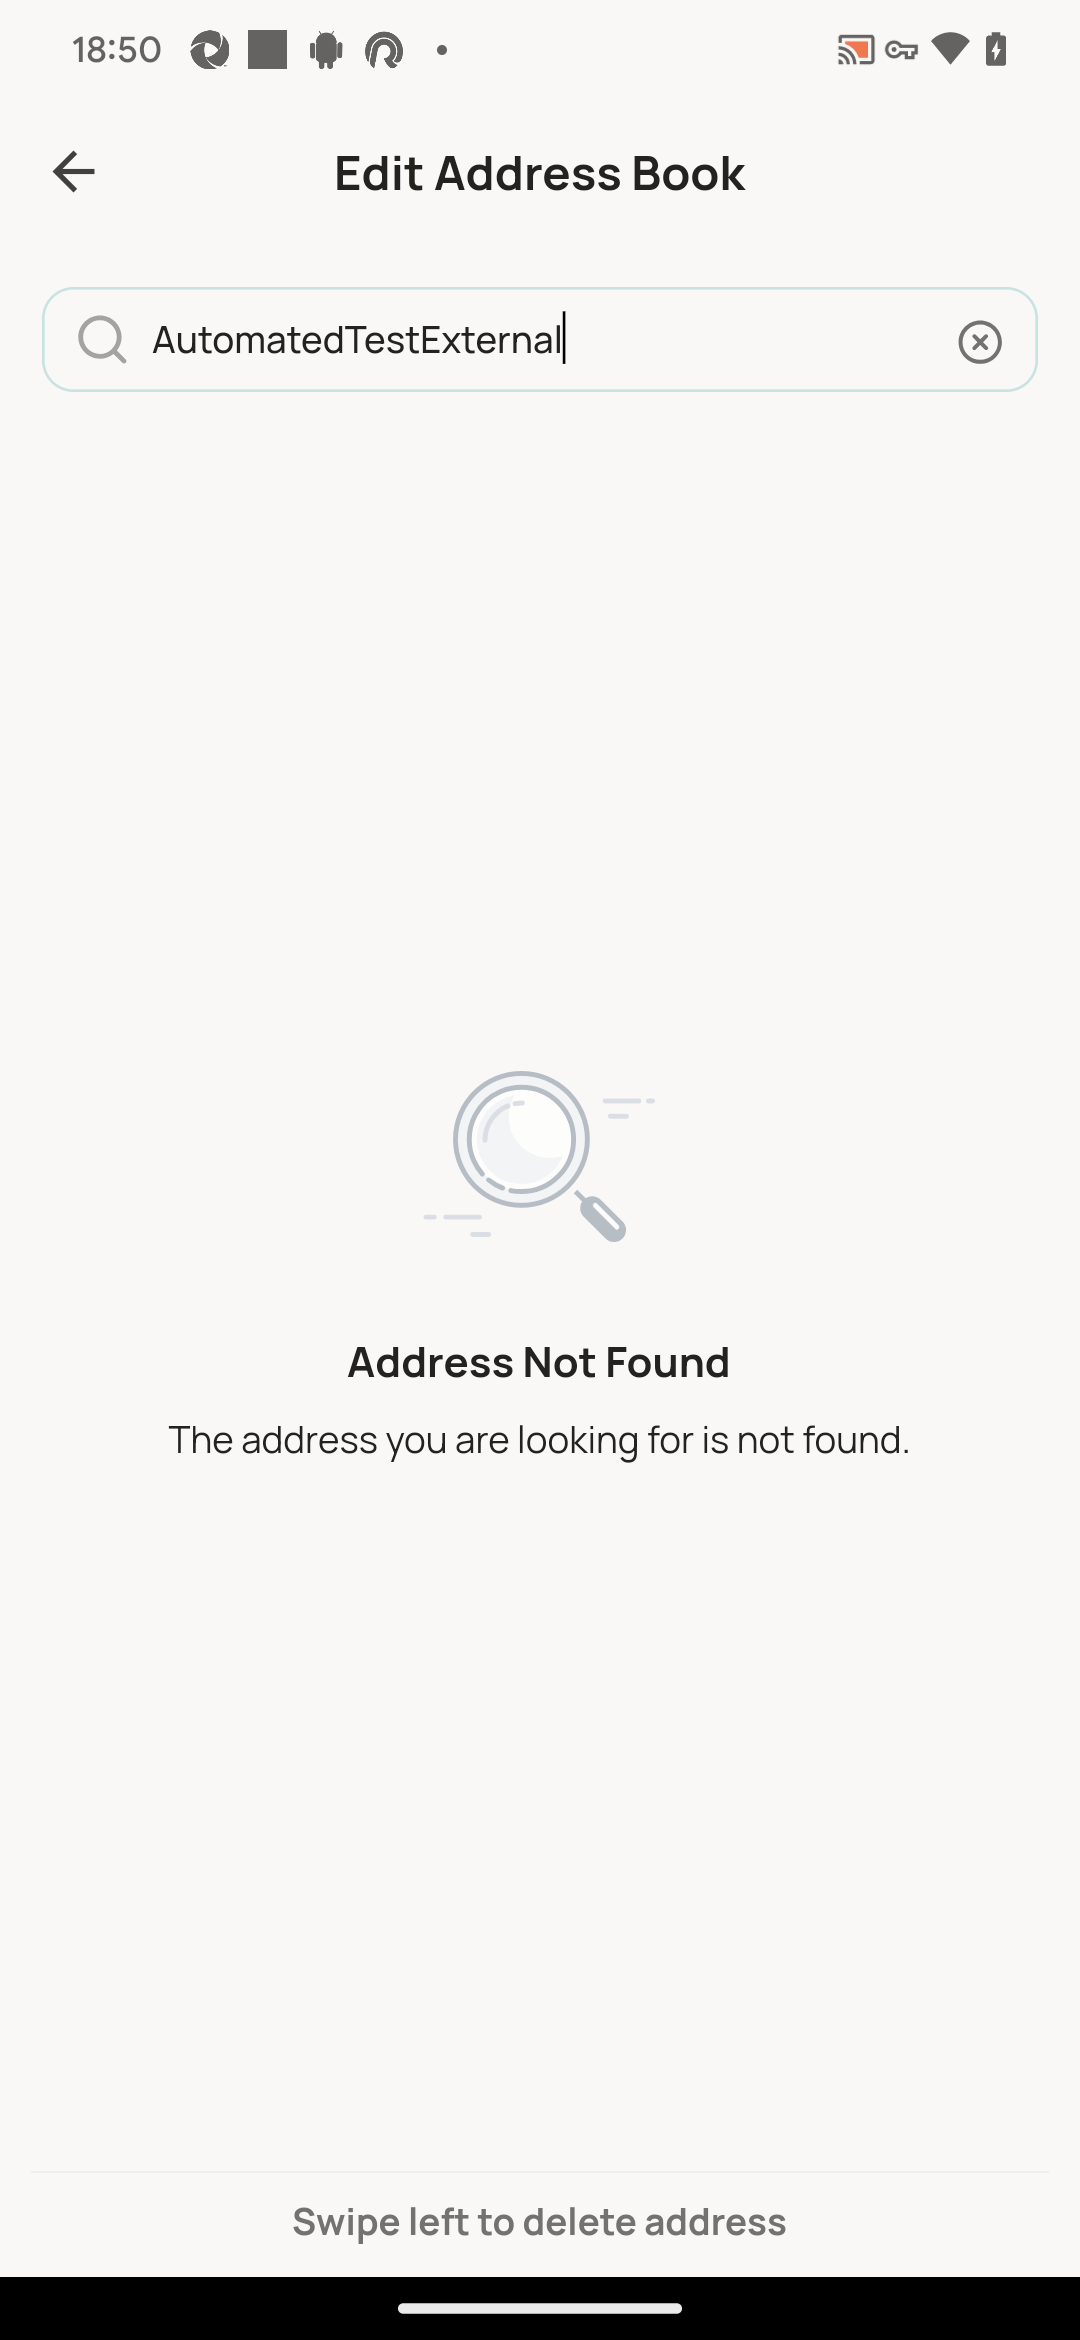 18:50
Edit Address Book
AutomatedTestExternal
Address Not Found
The address you are looking for is not found.
Swipe left to delete address